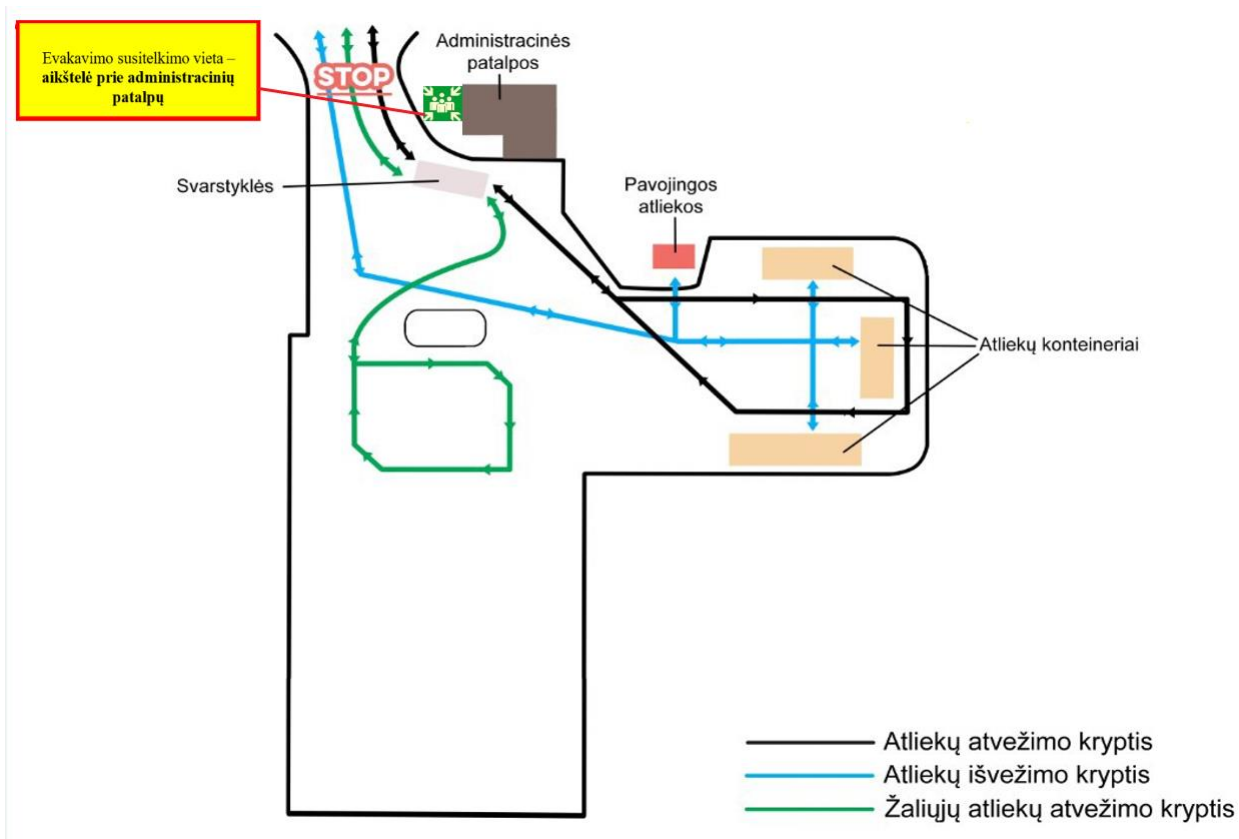 Evakavimo susitelkimo vieta –
aikštelė prie administracinių
patalpų
STOP
Administracinės
patalpos
Svarstyklės
Pavojingos
atliekos
Atliekų konteineriai
Atliekų atvežimo kryptis
Atliekų išvežimo kryptis
Žaliųjų atliekų atvežimo kryptis